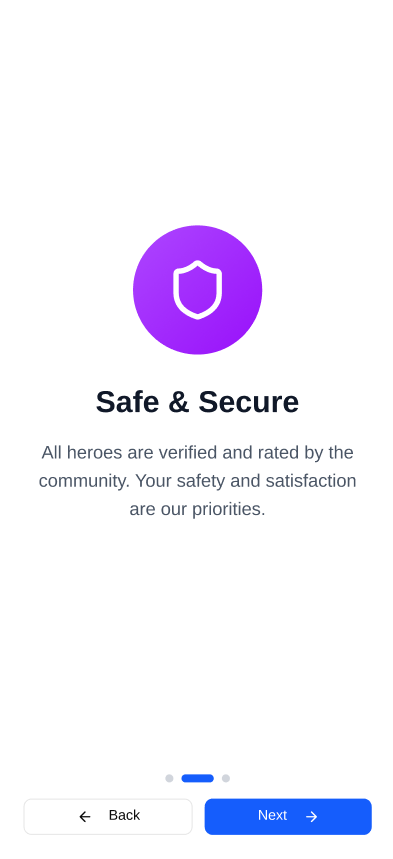 Safe & Secure
All heroes are verified and rated by the
community. Your safety and satisfaction
are our priorities.
Back
Next